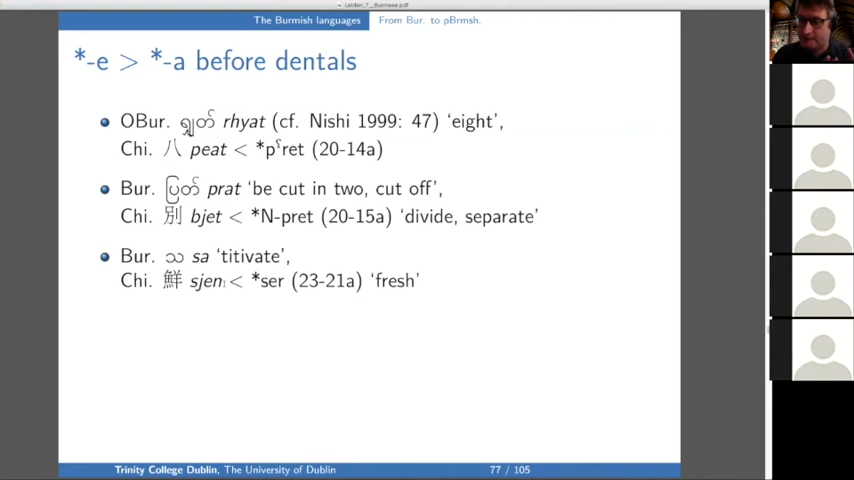 Leiden_7__Burmese.pdf
The Burmish languages From Bur. to pBrmsh.
*-e > *-a before dentals
OBur. ရျှတ် rhyat (cf. Nishi 1999: 47) ‘eight’,
Chi. 八 peat < *pˤret (20-14a)
Bur. ပြတ် prat ‘be cut in two, cut off’,
Chi. 別 bjet < *N-pret (20-15a) ‘divide, separate’
Bur. သ sa ‘titivate’,
Chi. 鮮 sjen < *ser (23-21a) ‘fresh’
Trinity College Dublin, The University of Dublin 77 / 105